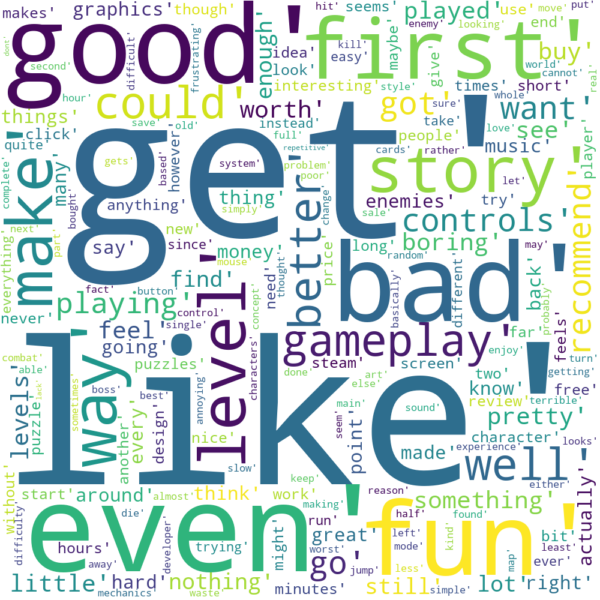 good'
first'
get'
like'
bad'
fun'
even'
story'
level'
gameplay'
make'
way'
better'
well'
could'
want'
got'
controls'
recommend'
playing'
boring'
pretty'
something'
little'
nothing'
still'
go'
find'
feel'
worth'
enough'
things'
thing'
many'
say'
levels'
enemies'
buy'
see'
played'
back'
know'
point'
lot'
right'
bit'
actually'
great'
hard'
hours'
think'
around'
every'
another'
nice'
going'
money'
graphics'
though'
makes'
seems'
use'
end'
hit'
enemy'
looking'
move'
put'
dont'
second'
difficult'
frustrating'
idea'
look'
kill'
easy'
maybe'
give'
style'
world'
cannot'
real'
hour'
interesting'
times'
short'
whole'
click'
save'
old'
instead'
full'
sure'
take'
love'
people'
music'
player'
quite'
however'
gets'
system'
repetitive'
problem'
poor'
cards'
rather'
let'
try'
complete'
based'
anything'
simply'
change'
sale'
may'
everything'
next'
part'
bought'
new'
since'
mouse'
thought'
need'
price'
long'
random'
basically'
different'
far'
probably'
feels'
never'
fact'
button'
control'
single'
concept'
combat'
able'
puzzles'
puzzle'
last'
sometimes'
boss'
best'
annoying'
design'
characters'
steam'
screen'
art'
else'
enjoy'
two'
turn'
getting'
free'
review'
terrible'
main'
sound'
seem'
slow'
made'
character'
experience'
looks'
either'
without'
start'
difficulty'
almost'
die'
away'
mechanics'
waste'
developer'
trying'
work'
keep'
making'
might'
run'
worst'
minutes'
reason'
half'
left'
mode'
jump'
simple'
less'
found'
kind'
map'
least'
ever'